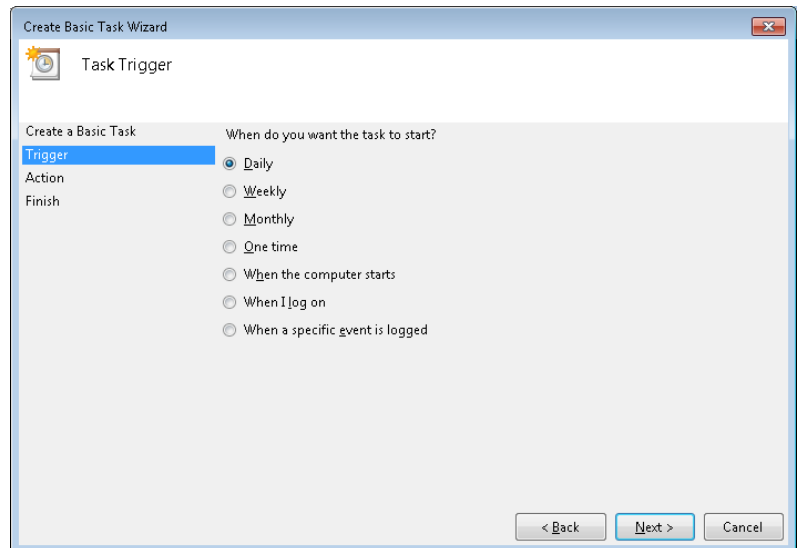 Create Basic Task Wizard
Task Trigger
Create a Basic Task
Trigger
Action
Finish
When do you want the task to start?
Daily
Weekly
Monthly
One time
When the computer starts
When I log on
When a specific event is logged
< Back
Next >
Cancel